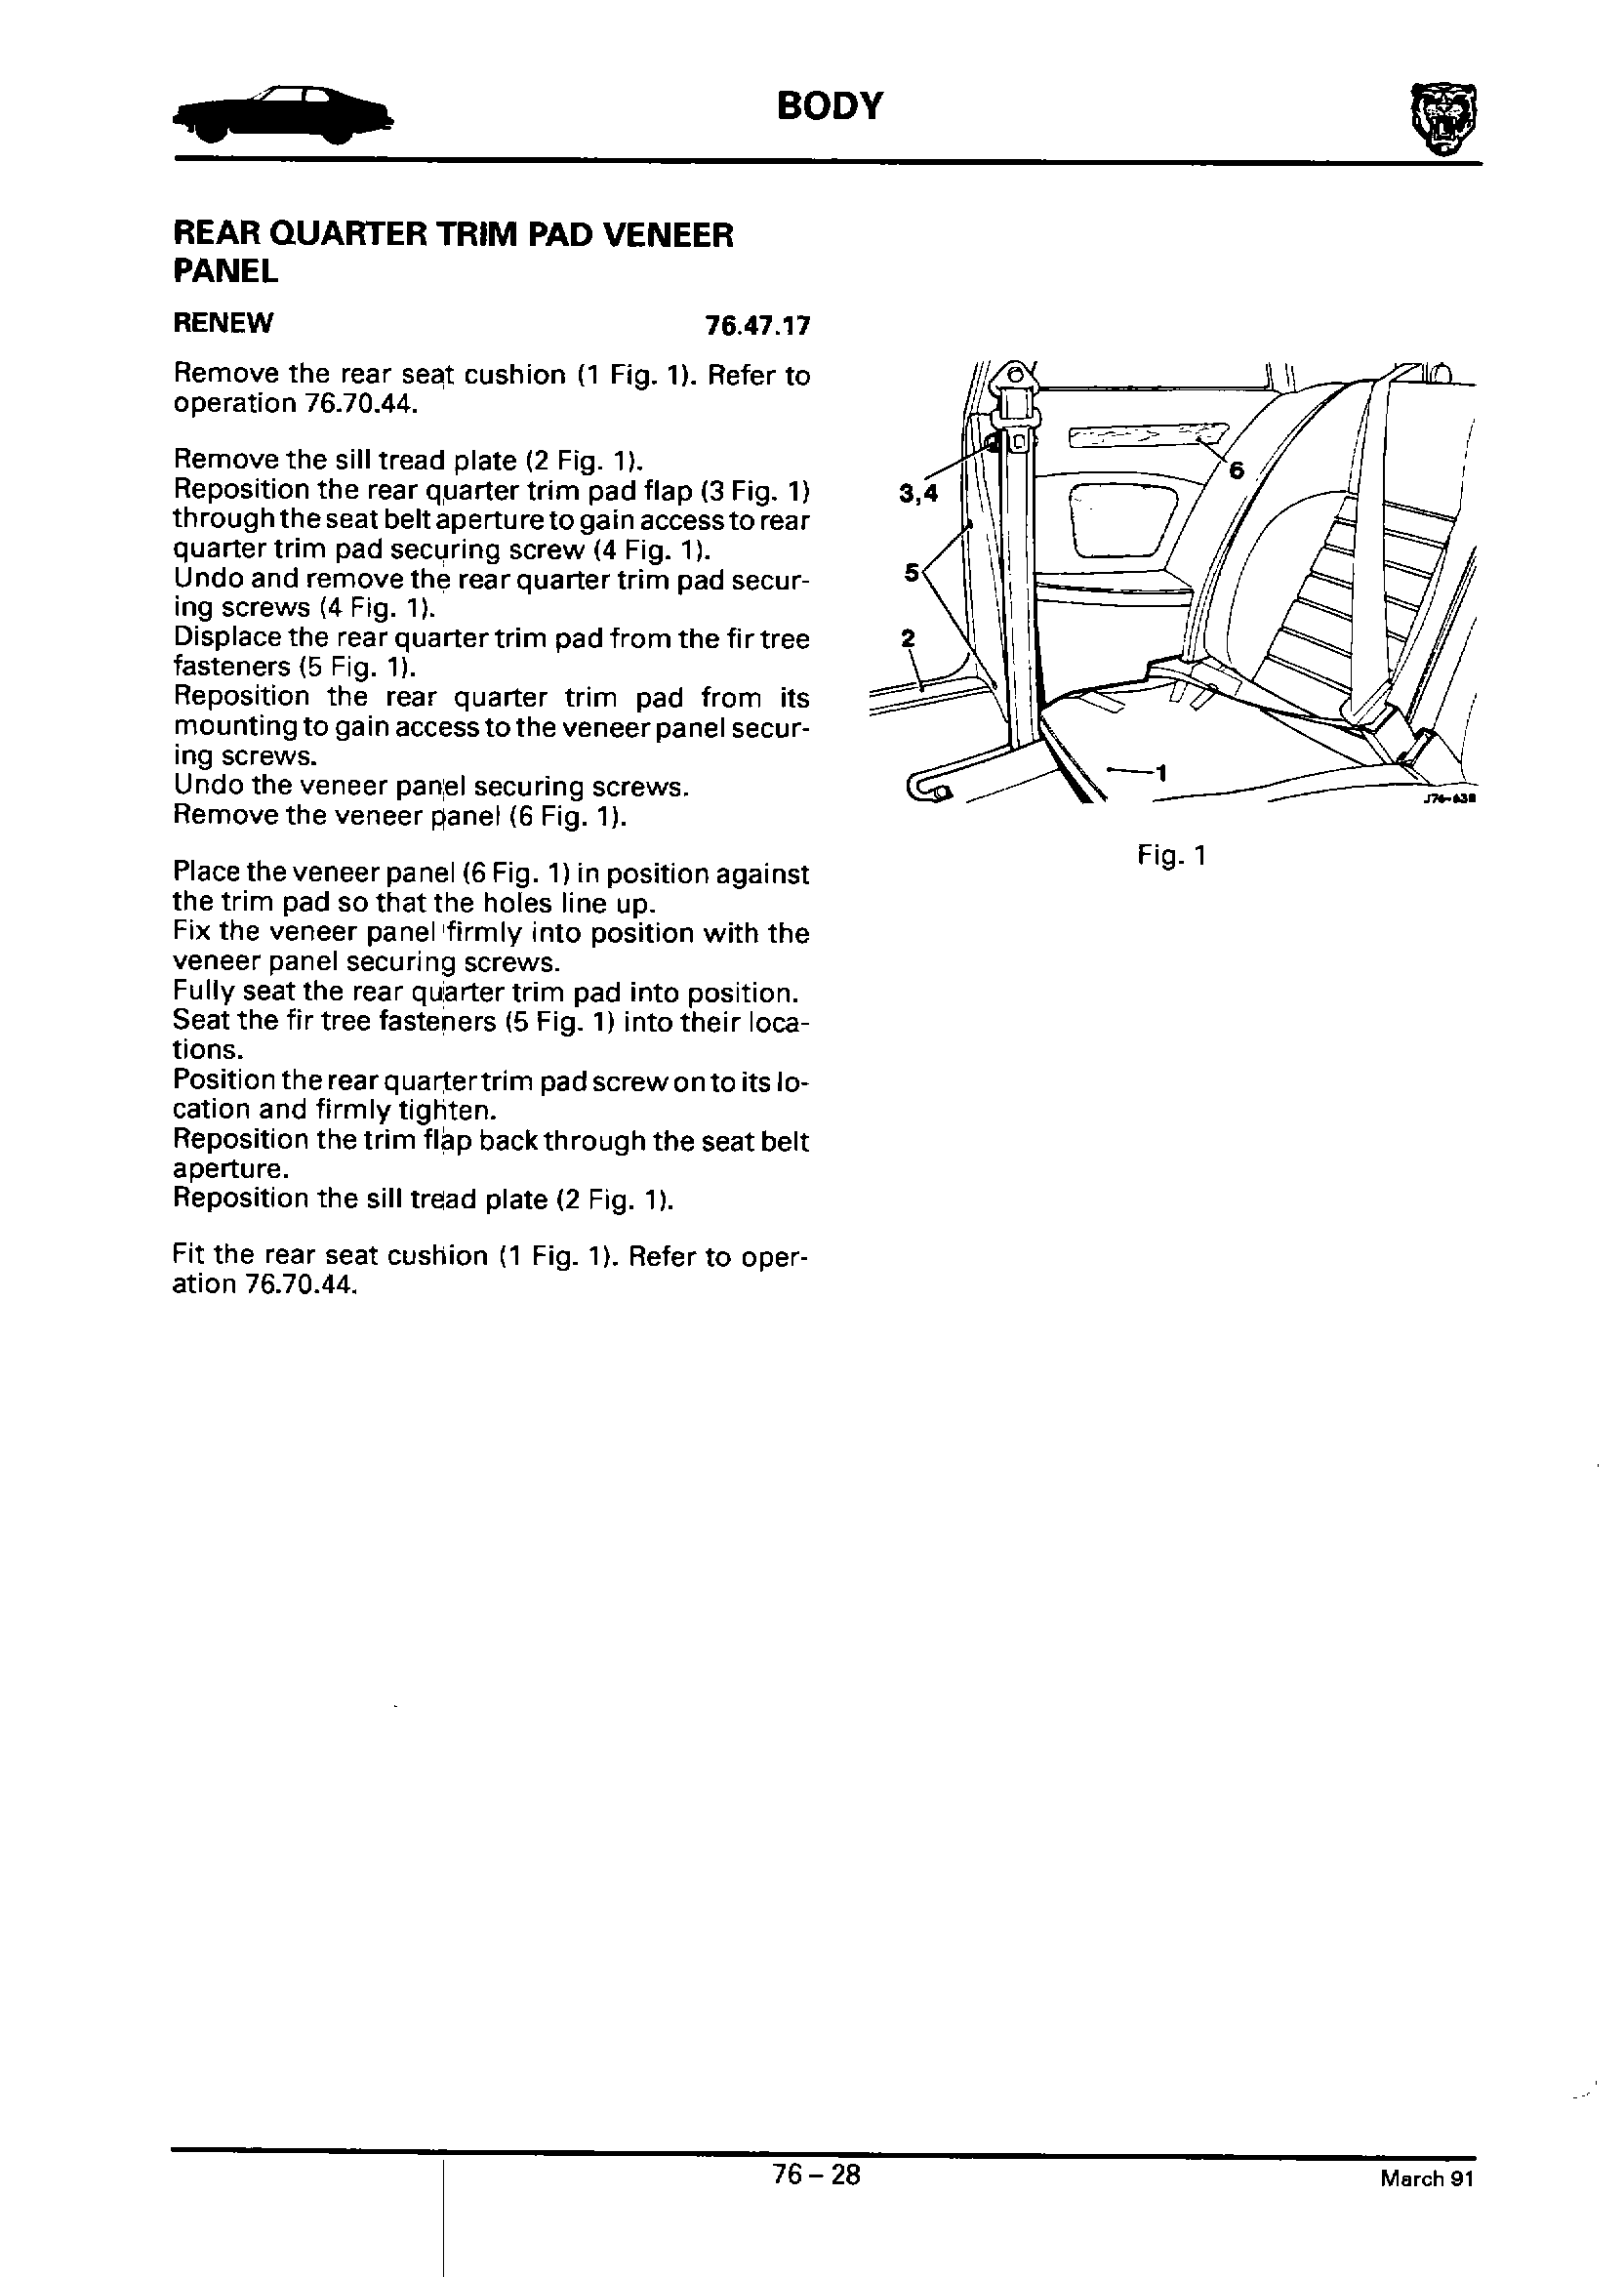 BODY
REAR QUARTER TRIM PAD VENEER
PANEL
RENEW 76.47.17
Remove the rear seat cushion (1 Fig. 1). Refer to
operation 76.70.44.
Remove the sill tread plate (2 Fig. 1).
Reposition the rear quarter trim pad flap (3 Fig. 1)
through the seat belt aperture to gain access to rear
quarter trim pad securing screw (4 Fig. 1).
Undo and remove the rear quarter trim pad secur-
ing screws (4 Fig. 1).
Displace the rear quarter trim pad from the fir tree
fasteners (5 Fig. 1).
Reposition the rear quarter trim pad from its
mounting to gain access to the veneer panel secur-
ing screws.
Undo the veneer panel securing screws.
Remove the veneer panel (6 Fig. 1).
Place the veneer panel (6 Fig. 1) in position against
the trim pad so that the holes line up.
Fix the veneer panel firmly into position with the
veneer panel securing screws.
Fully seat the rear quarter trim pad into position.
Seat the fir tree fasteners (5 Fig. 1) into their loca-
tions.
Position the rear quarter trim pad screw on to its lo-
cation and firmly tighten.
Reposition the trim flap back through the seat belt
aperture.
Reposition the sill tread plate (2 Fig. 1).
Fit the rear seat cushion (1 Fig. 1). Refer to oper-
ation 76.70.44.
6
3,4
5
2
1
J76-638
Fig. 1
76 – 28
March 91